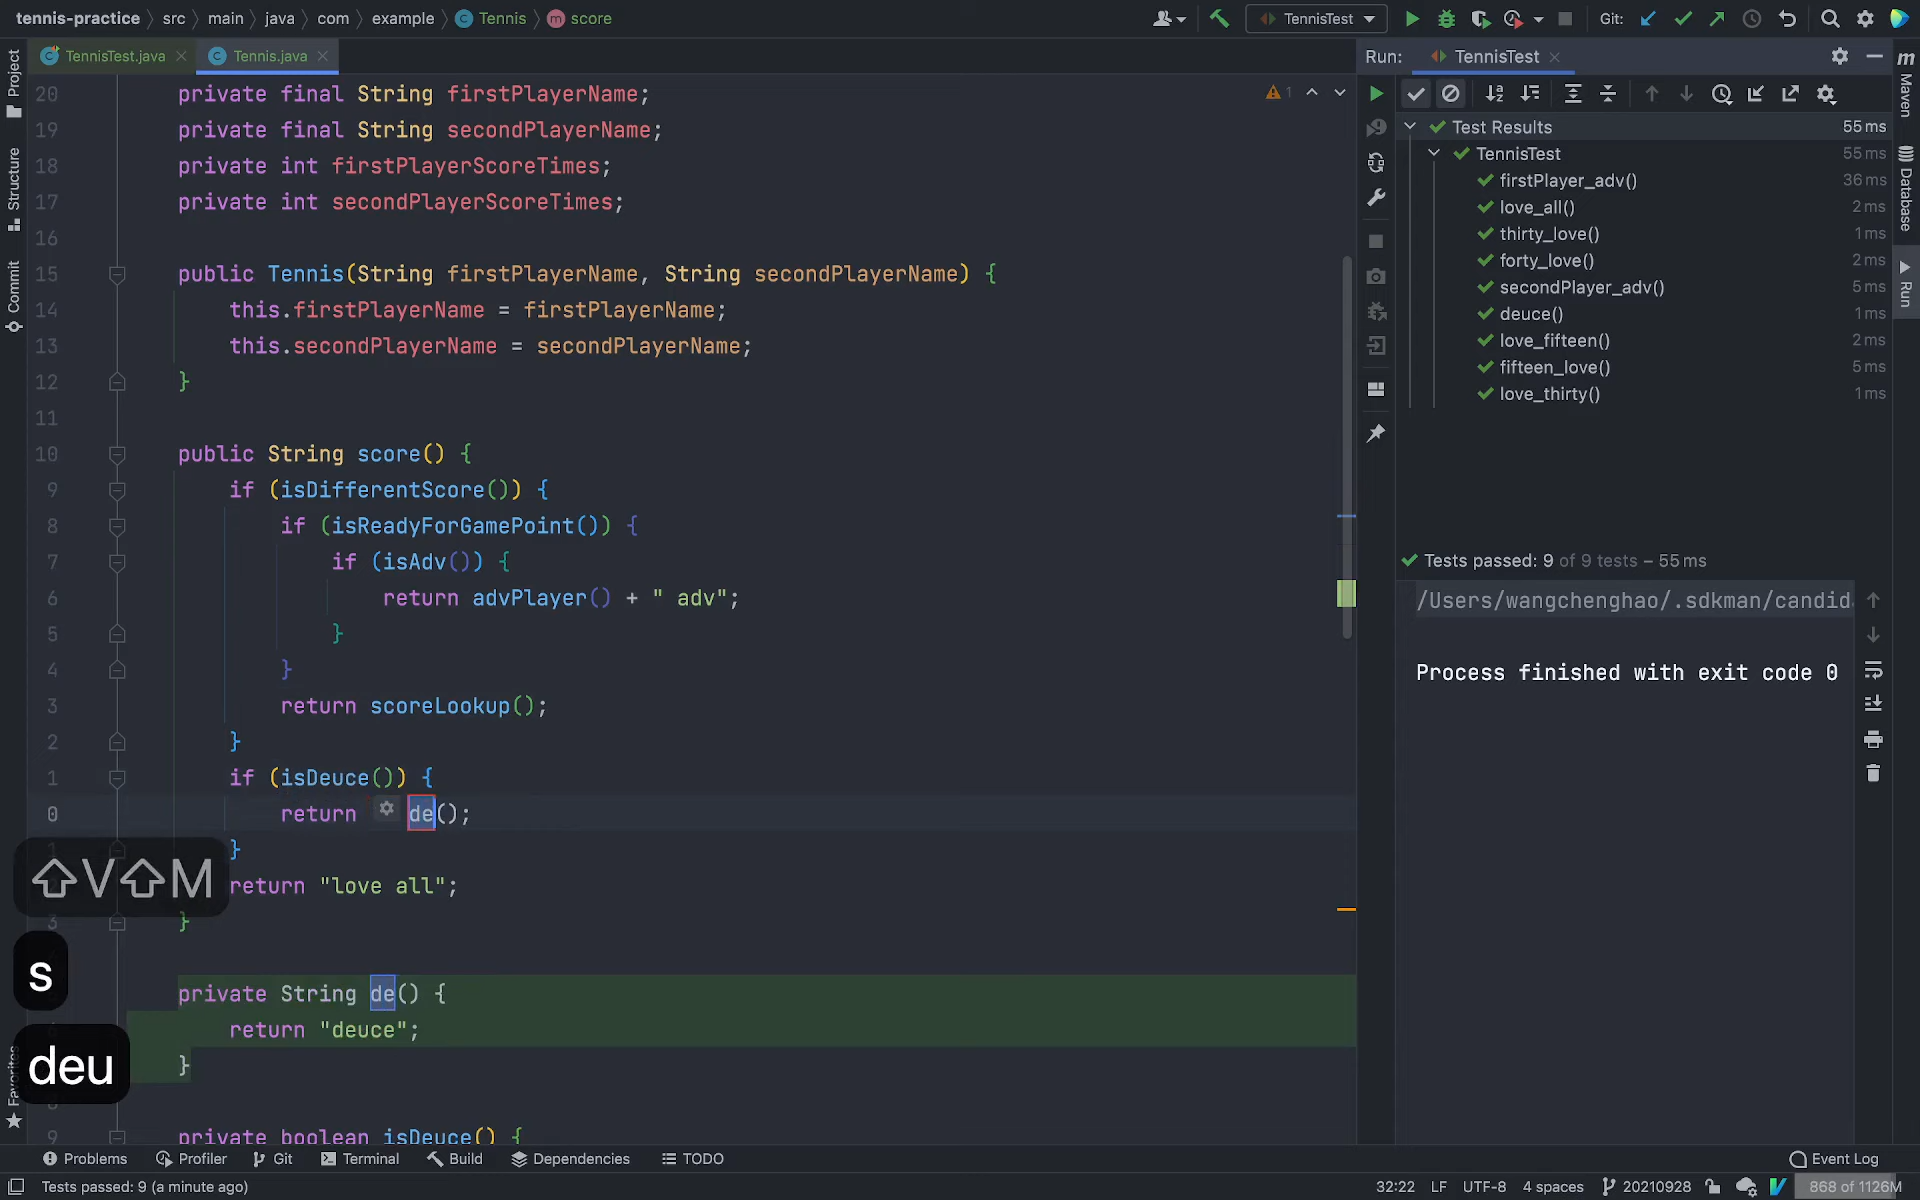 tennis-practice src main java com example Tennis score TennisTest Git:
TennisTest.java Tennis.java Run: TennisTest
Project
Structure
Commit
Favorites
20 private final String firstPlayerName; 1
19 private final String secondPlayerName;
18 private int firstPlayerScoreTimes;
17 private int secondPlayerScoreTimes;
16
15 public Tennis(String firstPlayerName, String secondPlayerName) {
14 this.firstPlayerName = firstPlayerName;
13 this.secondPlayerName = secondPlayerName;
12 }
11
10 public String score() {
9 if (isDifferentScore()) {
8 if (isReadyForGamePoint()) {
7 if (isAdv()) {
6 return advPlayer() + " adv";
5 }
4 }
3 return scoreLookup();
2 }
1 if (isDeuce()) {
0 return de();
}
return "love all";
3 }
private String de() {
return "deuce";
}
9 private boolean isDeuce() {
⇧V⇧M
s
deu
Test Results 55 ms
TennisTest 55 ms
firstPlayer_adv() 36 ms
love_all() 2 ms
thirty_love() 1 ms
forty_love() 2 ms
secondPlayer_adv() 5 ms
deuce() 1 ms
love_fifteen() 2 ms
fifteen_love() 5 ms
love_thirty() 1 ms
Tests passed: 9 of 9 tests – 55 ms
/Users/wangchenghao/.sdkman/candid
Process finished with exit code 0
m Maven
Database
Run
Problems Profiler Git Terminal Build Dependencies TODO Event Log
Tests passed: 9 (a minute ago) 32:22 LF UTF-8 4 spaces 20210928 868 of 1126M